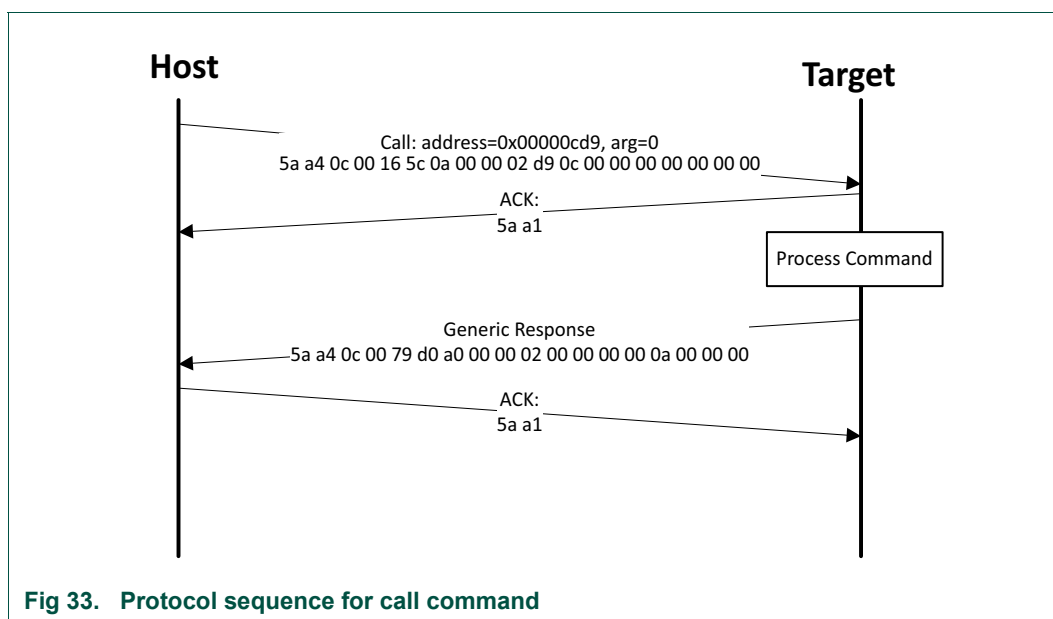 Host
Target
Call: address=0x00000cd9, arg=0
5a a4 0c 00 16 5c 0a 00 00 02 d9 0c 00 00 00 00 00 00 00
ACK:
5a a1
Process Command
Generic Response
5a a4 0c 00 79 d0 a0 00 00 02 00 00 00 00 0a 00 00 00
ACK:
5a a1
Fig 33. Protocol sequence for call command